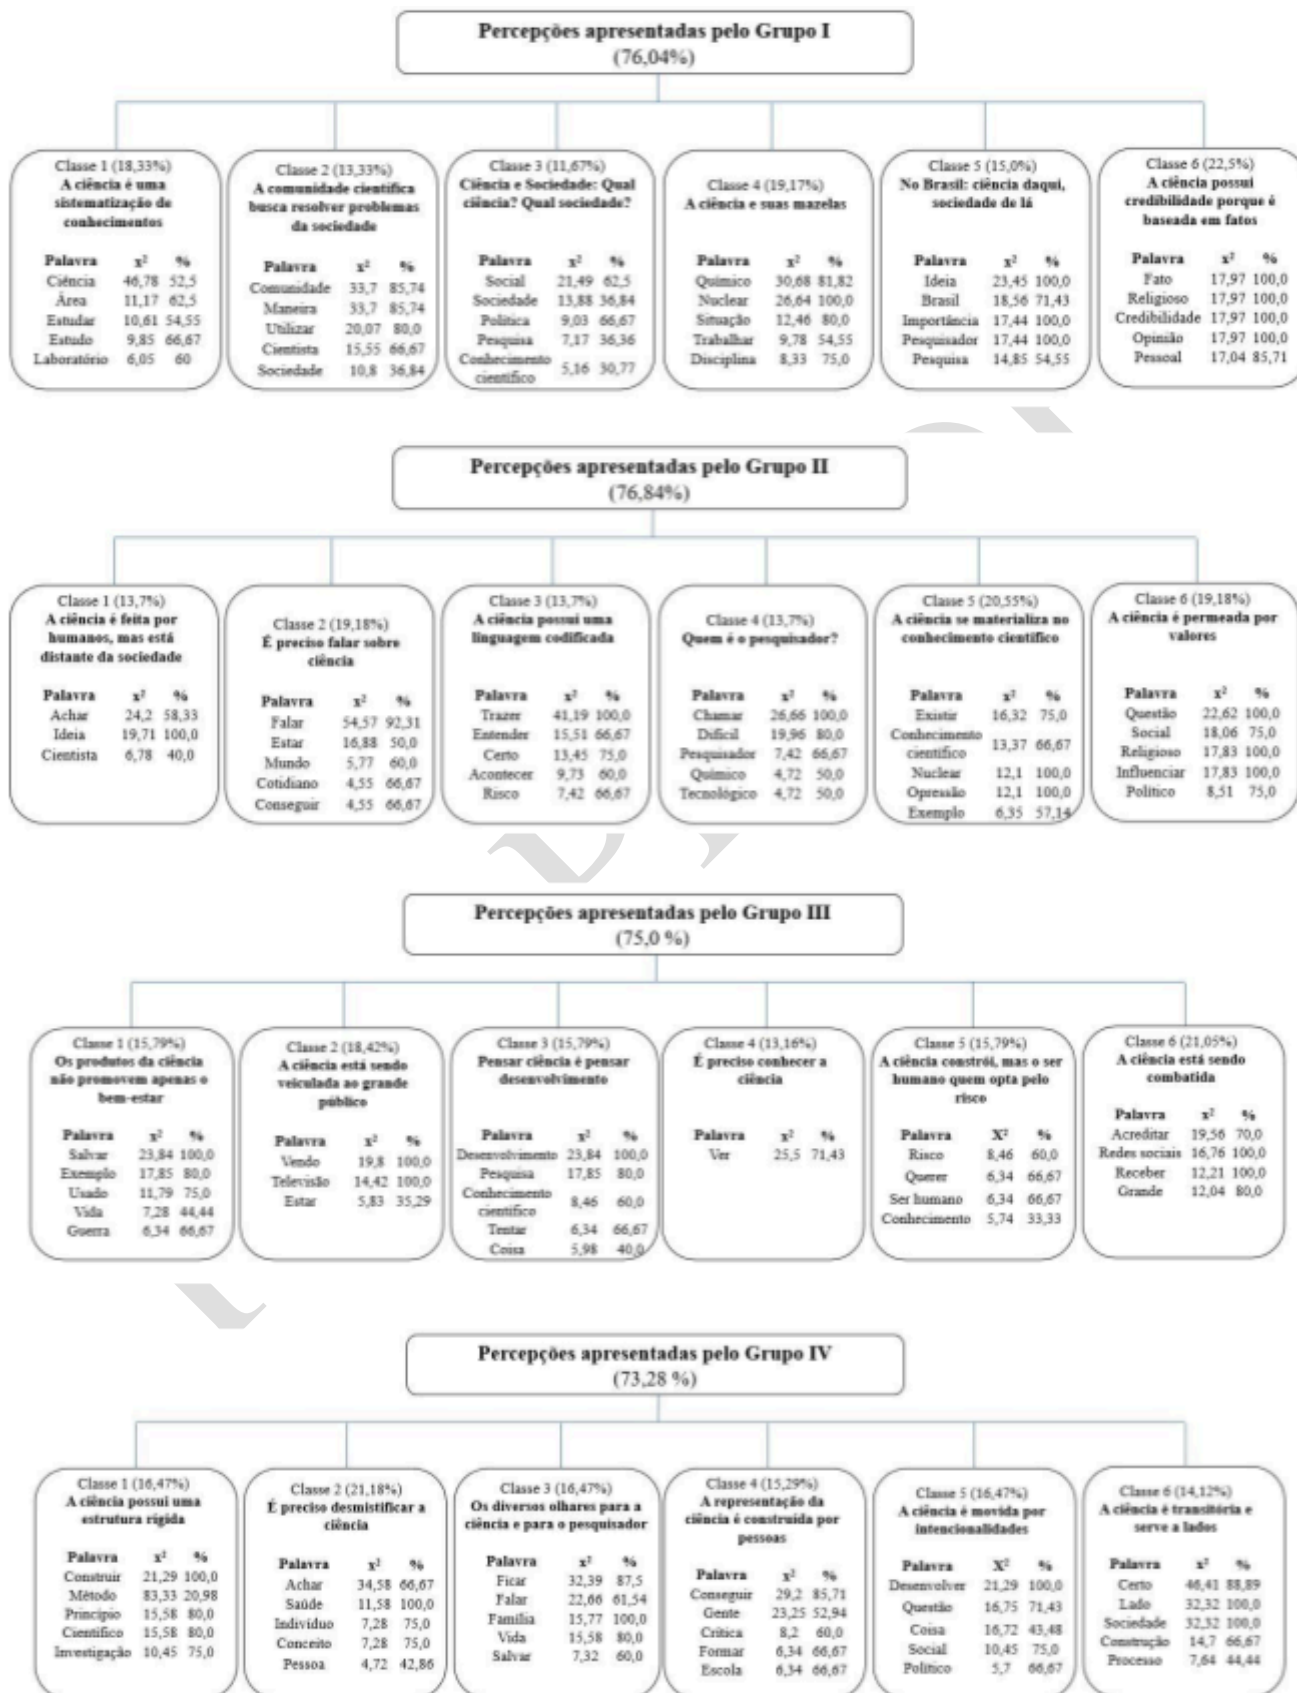 Percepções apresentadas pelo Grupo I
(76,04%)
Classe 1 (18,33%)
A ciência é uma
sistematização de
conhecimentos
Palavra x² %
Ciência 46,78 52,5
Área 11,17 62,5
Estudar 10,61 54,55
Estudo 9,85 66,67
Laboratório 6,05 60
Classe 2 (13,33%)
A comunidade científica
busca resolver problemas
da sociedade
Palavra x² %
Comunidade 33,7 85,74
Maneira 33,7 85,74
Utilizar 20,07 80,0
Cientista 15,55 66,67
Sociedade 10,8 36,84
Classe 3 (11,67%)
Ciência e Sociedade: Qual
ciência? Qual sociedade?
Palavra x² %
Social 21,49 62,5
Sociedade 13,88 36,84
Política 9,03 66,67
Pesquisa 7,17 36,36
Conhecimento
científico 5,16 30,77
Classe 4 (19,17%)
A ciência e suas mazelas
Palavra x² %
Químico 30,68 81,82
Nuclear 26,64 100,0
Situação 12,46 80,0
Trabalhar 9,78 54,55
Disciplina 8,33 75,0
Classe 5 (15,0%)
No Brasil: ciência daqui,
sociedade de lá
Palavra x² %
Ideia 23,45 100,0
Brasil 18,56 71,43
Importância 17,44 100,0
Pesquisador 17,44 100,0
Pesquisa 14,85 54,55
Classe 6 (22,5%)
A ciência possui
credibilidade porque é
baseada em fatos
Palavra x² %
Fato 17,97 100,0
Religioso 17,97 100,0
Credibilidade 17,97 100,0
Opinião 17,97 100,0
Pessoal 17,04 85,71
Percepções apresentadas pelo Grupo II
(76,84%)
Classe 1 (13,7%)
A ciência é feita por
humanos, mas está
distante da sociedade
Palavra x² %
Achar 24,2 58,33
Ideia 19,71 100,0
Cientista 6,78 40,0
Classe 2 (19,18%)
É preciso falar sobre
ciência
Palavra x² %
Falar 54,57 92,31
Estar 16,88 50,0
Mundo 5,77 60,0
Cotidiano 4,55 66,67
Conseguir 4,55 66,67
Classe 3 (13,7%)
A ciência possui uma
linguagem codificada
Palavra x² %
Trazer 41,19 100,0
Entender 15,51 66,67
Certo 13,45 75,0
Acontecer 9,73 60,0
Risco 7,42 66,67
Classe 4 (13,7%)
Quem é o pesquisador?
Palavra x² %
Chamar 26,66 100,0
Difícil 19,96 80,0
Pesquisador 7,42 66,67
Químico 4,72 50,0
Tecnológico 4,72 50,0
Classe 5 (20,55%)
A ciência se materializa no
conhecimento científico
Palavra x² %
Existir 16,32 75,0
Conhecimento
científico 13,37 66,67
Nuclear 12,1 100,0
Opressão 12,1 100,0
Exemplo 6,35 57,14
Classe 6 (19,18%)
A ciência é permeada por
valores
Palavra x² %
Questão 22,62 100,0
Social 18,06 75,0
Religioso 17,83 100,0
Influenciar 17,83 100,0
Político 8,51 75,0
Percepções apresentadas pelo Grupo III
(75,0 %)
Classe 1 (15,79%)
Os produtos da ciência
não promovem apenas o
bem-estar
Palavra x² %
Salvar 23,84 100,0
Exemplo 17,85 80,0
Usado 11,79 75,0
Vida 7,28 44,44
Guerra 6,34 66,67
Classe 2 (18,42%)
A ciência está sendo
veiculada ao grande
público
Palavra x² %
Vendo 19,8 100,0
Televisão 14,42 100,0
Estar 5,83 35,29
Classe 3 (15,79%)
Pensar ciência é pensar
desenvolvimento
Palavra x² %
Desenvolvimento 23,84 100,0
Pesquisa 17,85 80,0
Conhecimento
científico 8,46 60,0
Tentar 6,34 66,67
Coisa 5,98 40,0
Classe 4 (13,16%)
É preciso conhecer a
ciência
Palavra x² %
Ver 25,5 71,43
Classe 5 (15,79%)
A ciência constrói, mas o ser
humano quem opta pelo
risco
Palavra X² %
Risco 8,46 60,0
Querer 6,34 66,67
Ser humano 6,34 66,67
Conhecimento 5,74 33,33
Classe 6 (21,05%)
A ciência está sendo
combatida
Palavra x² %
Acreditar 19,56 70,0
Redes sociais 16,76 100,0
Receber 12,21 100,0
Grande 12,04 80,0
Percepções apresentadas pelo Grupo IV
(73,28 %)
Classe 1 (16,47%)
A ciência possui uma
estrutura rígida
Palavra x² %
Construir 21,29 100,0
Método 83,33 20,98
Princípio 15,58 80,0
Científico 15,58 80,0
Investigação 10,45 75,0
Classe 2 (21,18%)
É preciso desmistificar a
ciência
Palavra x² %
Achar 34,58 66,67
Saúde 11,58 100,0
Indivíduo 7,28 75,0
Conceito 7,28 75,0
Pessoa 4,72 42,86
Classe 3 (16,47%)
Os diversos olhares para a
ciência e para o pesquisador
Palavra x² %
Ficar 32,39 87,5
Falar 22,66 61,54
Família 15,77 100,0
Vida 15,58 80,0
Salvar 7,32 60,0
Classe 4 (15,29%)
A representação da
ciência é construída por
pessoas
Palavra x² %
Conseguir 29,2 85,71
Gente 23,25 52,94
Crítica 8,2 60,0
Formar 6,34 66,67
Escola 6,34 66,67
Classe 5 (16,47%)
A ciência é movida por
intencionalidades
Palavra X² %
Desenvolver 21,29 100,0
Questão 16,75 71,43
Coisa 16,72 43,48
Social 10,45 75,0
Político 5,7 66,67
Classe 6 (14,12%)
A ciência é transitória e
serve a lados
Palavra x² %
Certo 46,41 88,89
Lado 32,32 100,0
Sociedade 32,32 100,0
Construção 14,7 66,67
Processo 7,64 44,44